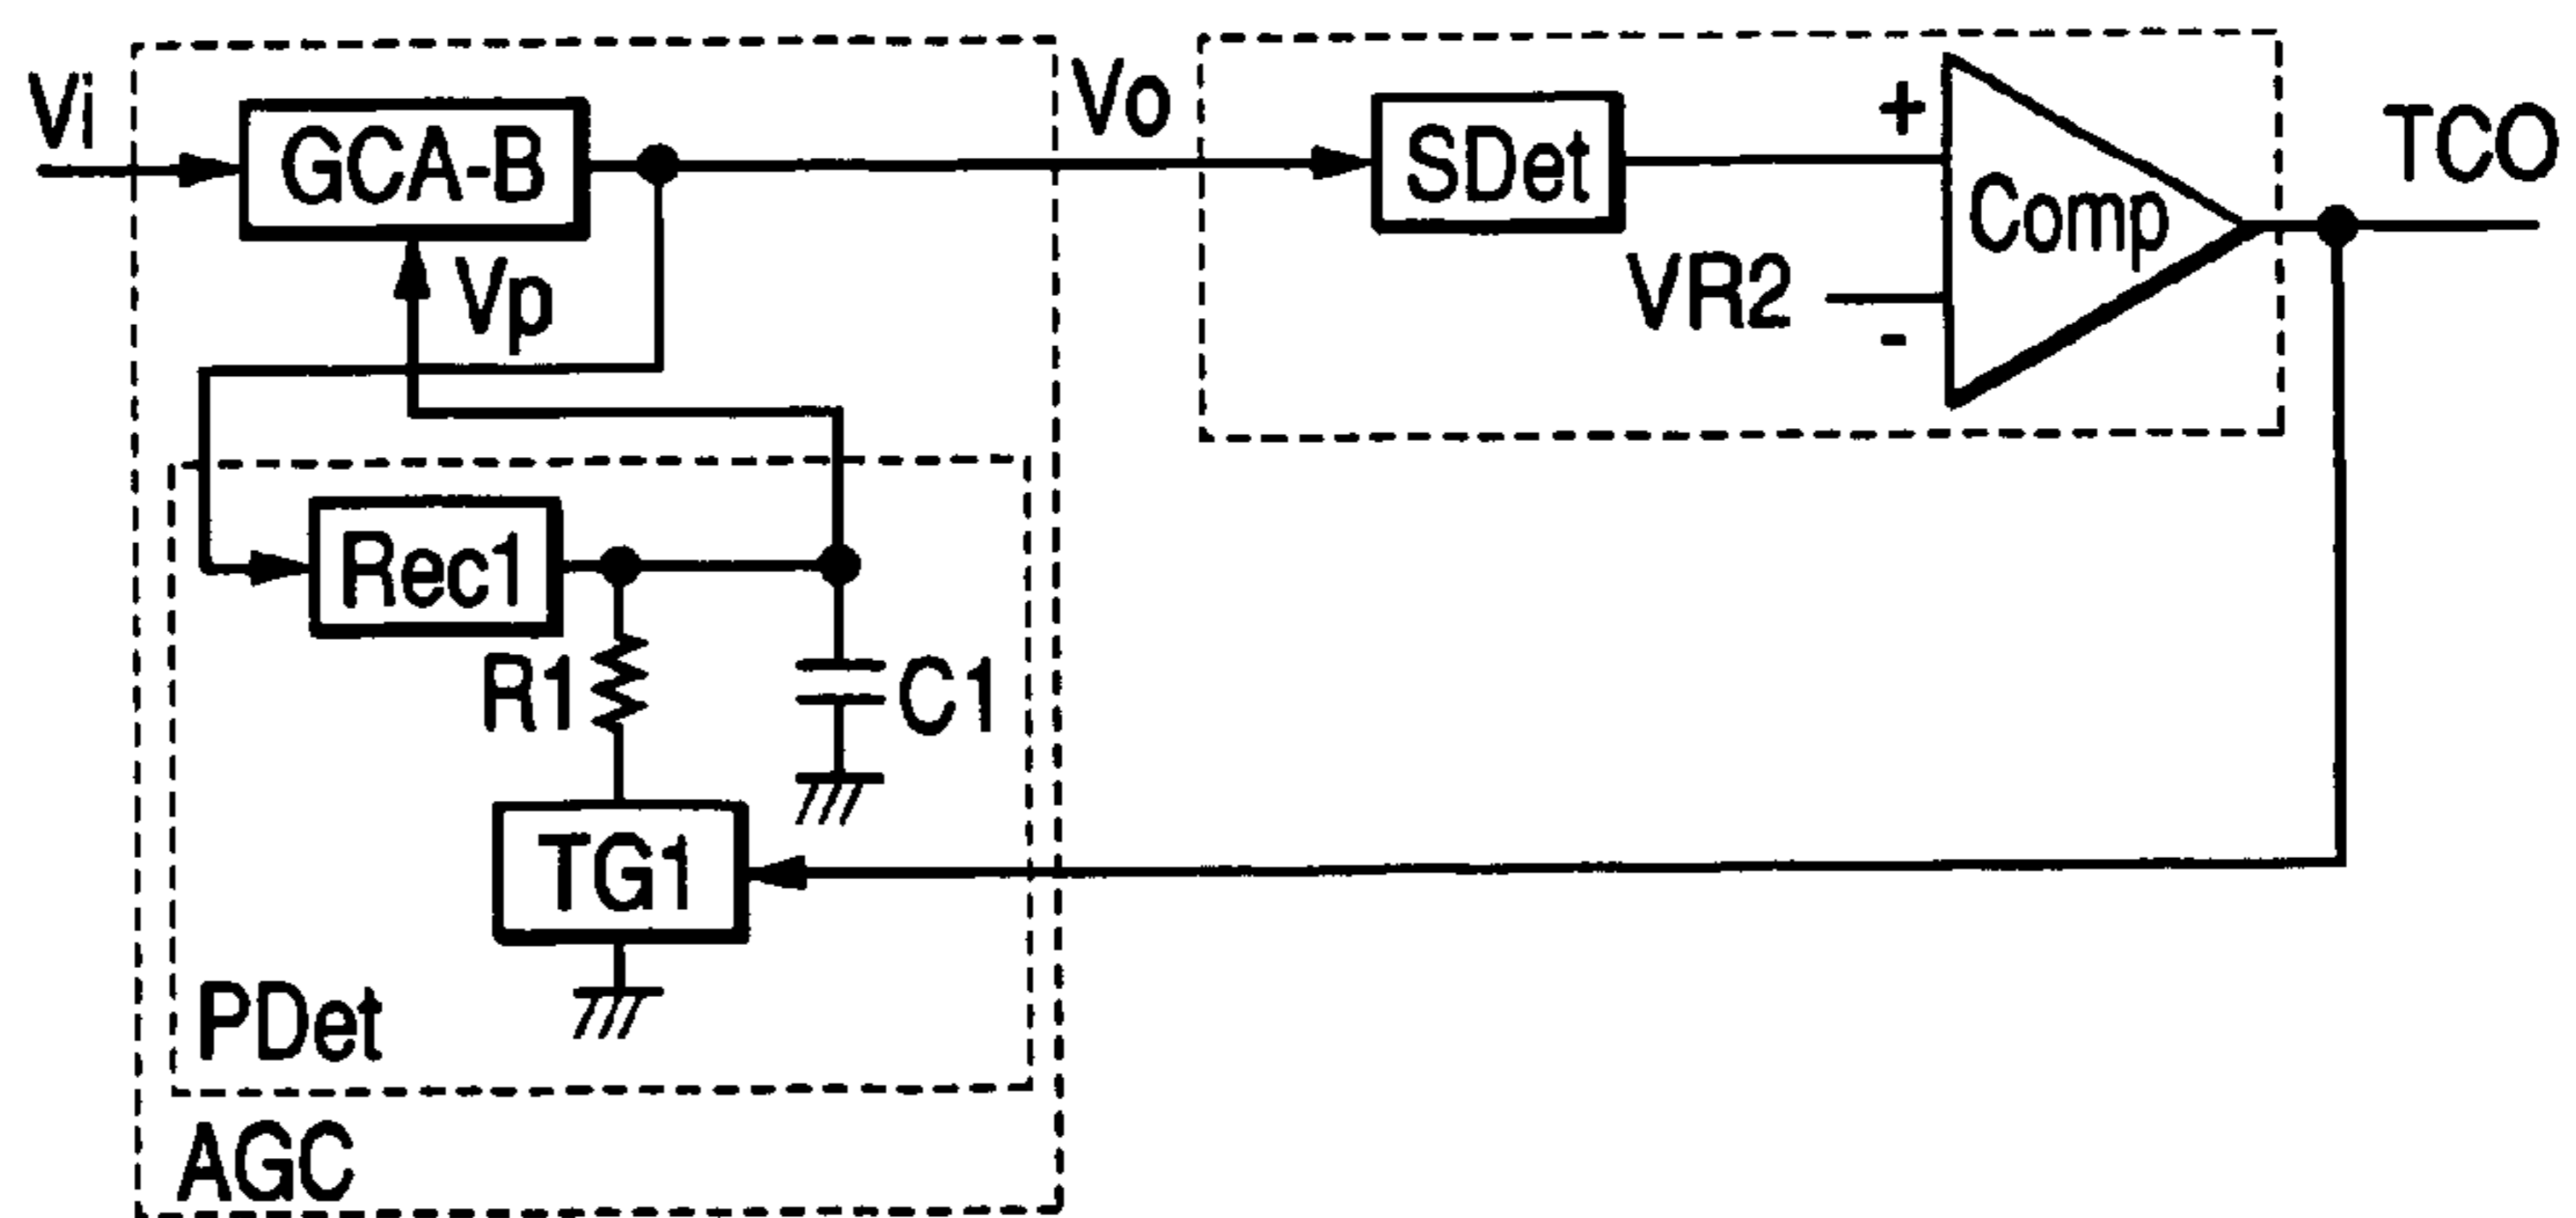 Vi
GCA-B
Vo
SDet
+
Comp
TCO
Vp
VR2
-
Rec1
R1
C1
TG1
PDet
AGC